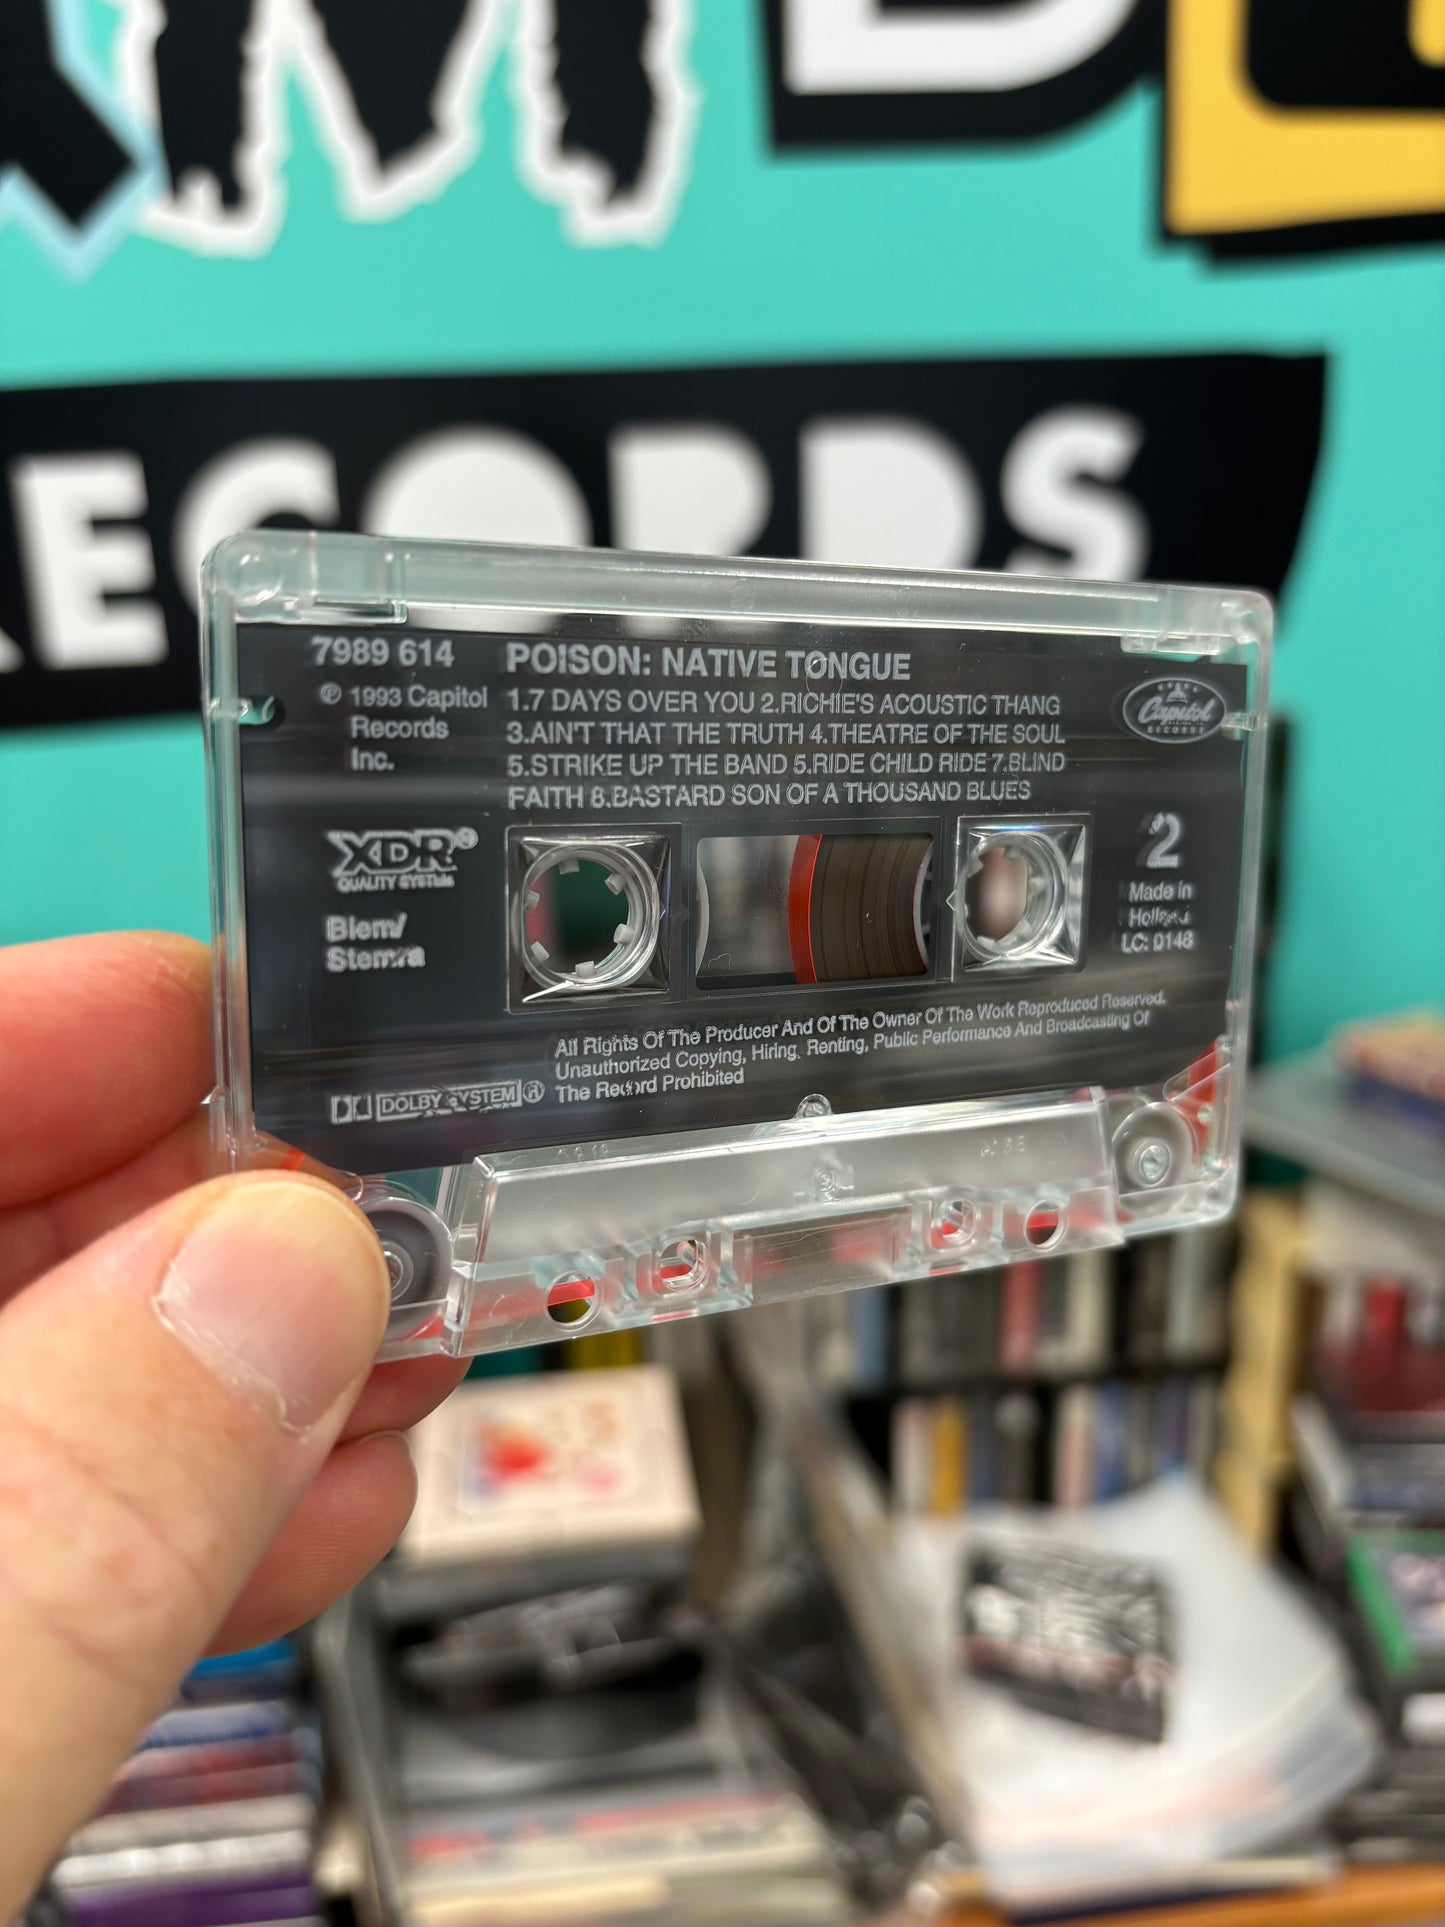 RECORDS
7989 614
℗ 1993 Capitol
Records
Inc.
POISON: NATIVE TONGUE
1.7 DAYS OVER YOU 2.RICHIE'S ACOUSTIC THANG
3.AIN'T THAT THE TRUTH 4.THEATRE OF THE SOUL
5.STRIKE UP THE BAND 5.RIDE CHILD RIDE 7.BLIND
FAITH 8.BASTARD SON OF A THOUSAND BLUES
Capitol
RECORDS
XDR®
QUALITY SYSTEM
Biem/
Stemra
2
Made in
Holland
LC: 0148
All Rights Of The Producer And Of The Owner Of The Work Reproduced Reserved.
Unauthorized Copying, Hiring, Renting, Public Performance And Broadcasting Of
The Record Prohibited
DOLBY SYSTEM ®